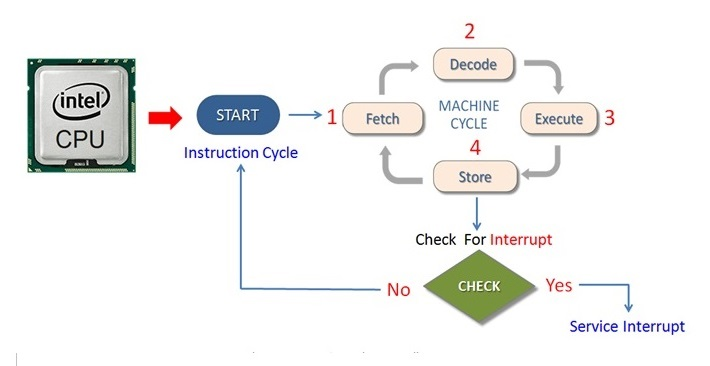 intel
CPU
START
Instruction Cycle
1
Fetch
2
Decode
MACHINE
CYCLE
Execute
3
4
Store
Check For Interrupt
CHECK
No
Yes
Service Interrupt